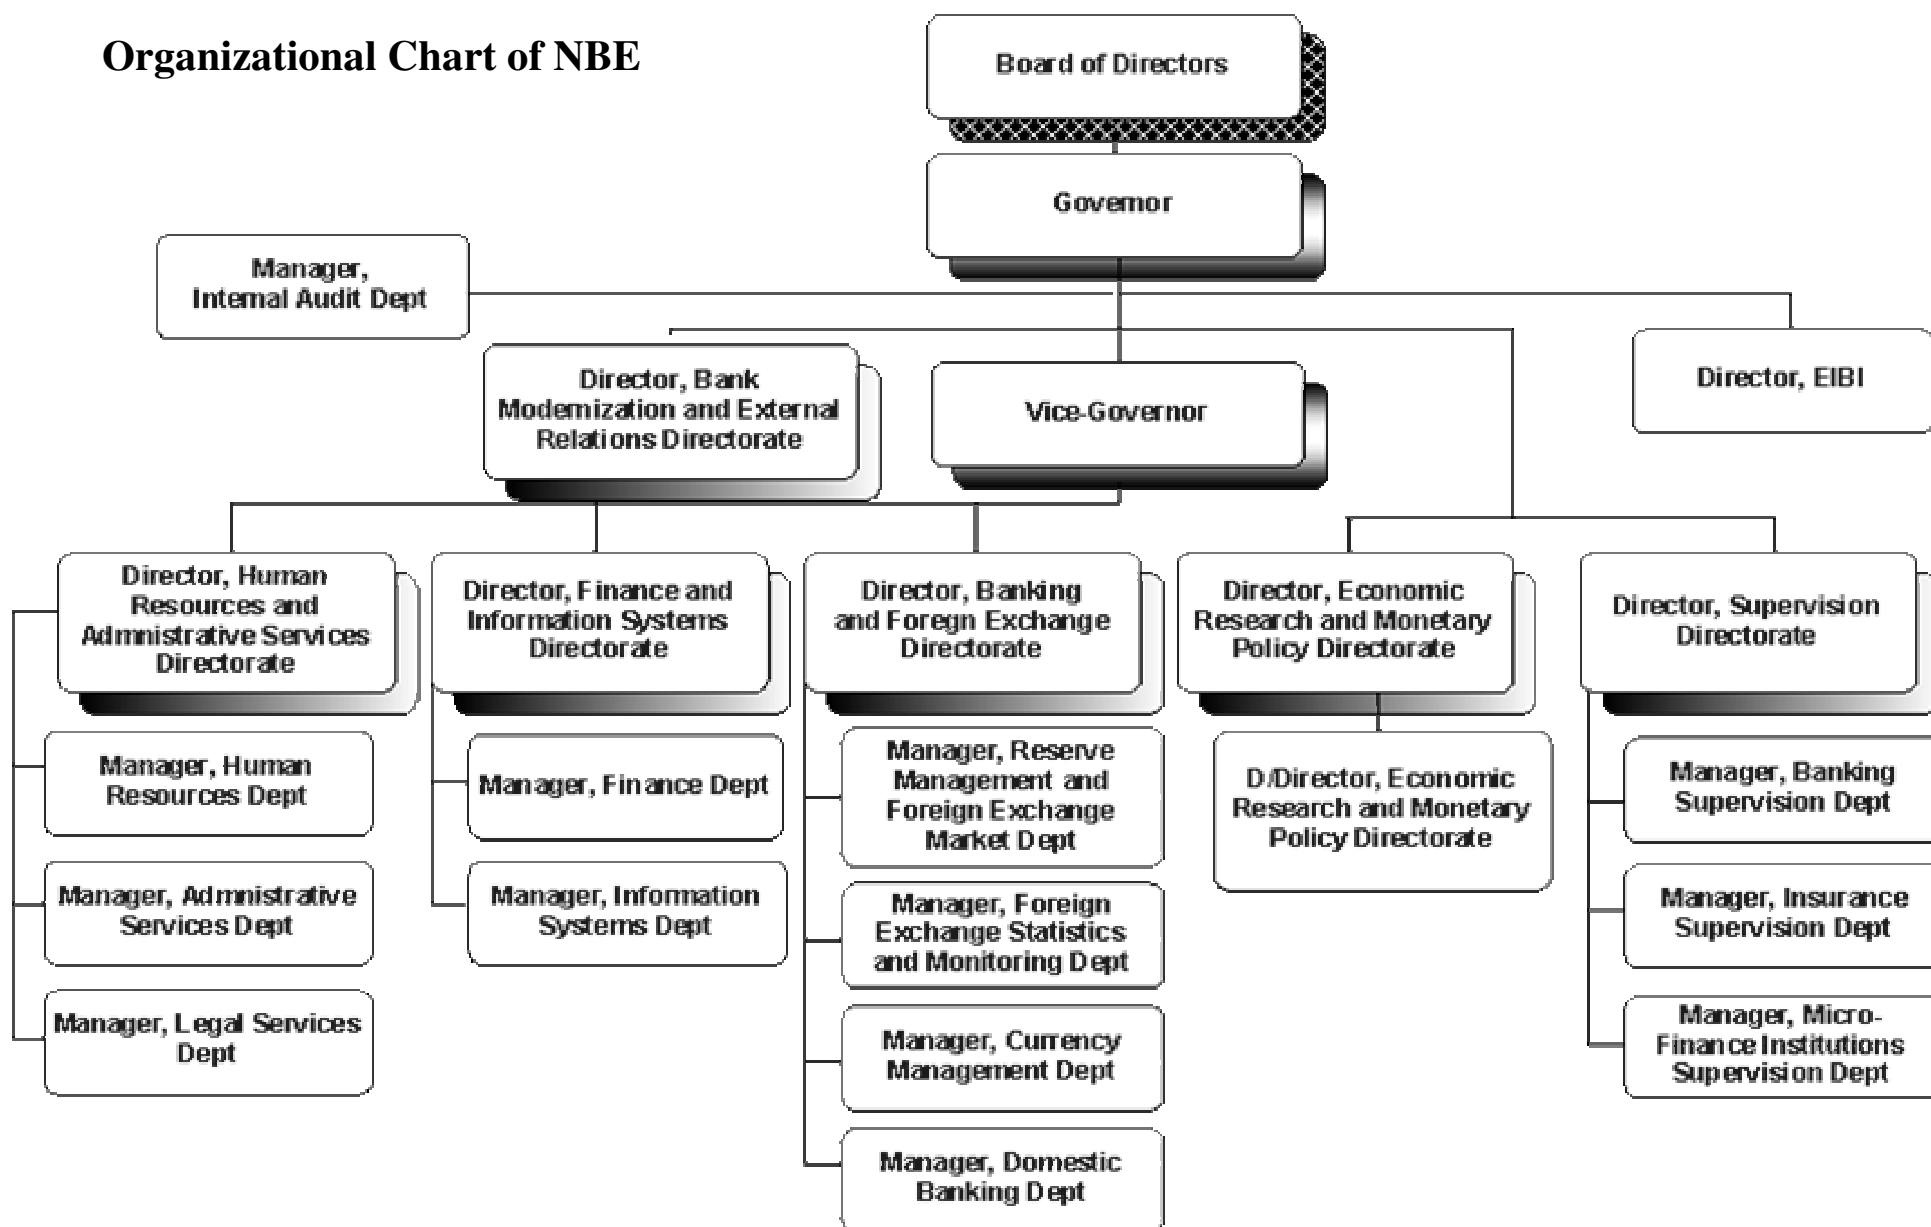 Organizational Chart of NBE
Board of Directors
Governor
Manager,
Internal Audit Dept
Director, Bank
Modernization and External
Relations Directorate
Vice-Governor
Director, EIBI
Director, Human
Resources and
Admnistrative Services
Directorate
Director, Finance and
Information Systems
Directorate
Director, Banking
and Foregn Exchange
Directorate
Director, Economic
Research and Monetary
Policy Directorate
Director, Supervision
Directorate
Manager, Human
Resources Dept
Manager, Admnistrative
Services Dept
Manager, Legal Services
Dept
Manager, Finance Dept
Manager, Information
Systems Dept
Manager, Reserve
Management and
Foreign Exchange
Market Dept
Manager, Foreign
Exchange Statistics
and Monitoring Dept
Manager, Currency
Management Dept
Manager, Domestic
Banking Dept
D/Director, Economic
Research and Monetary
Policy Directorate
Manager, Banking
Supervision Dept
Manager, Insurance
Supervision Dept
Manager, Micro-
Finance Institutions
Supervision Dept